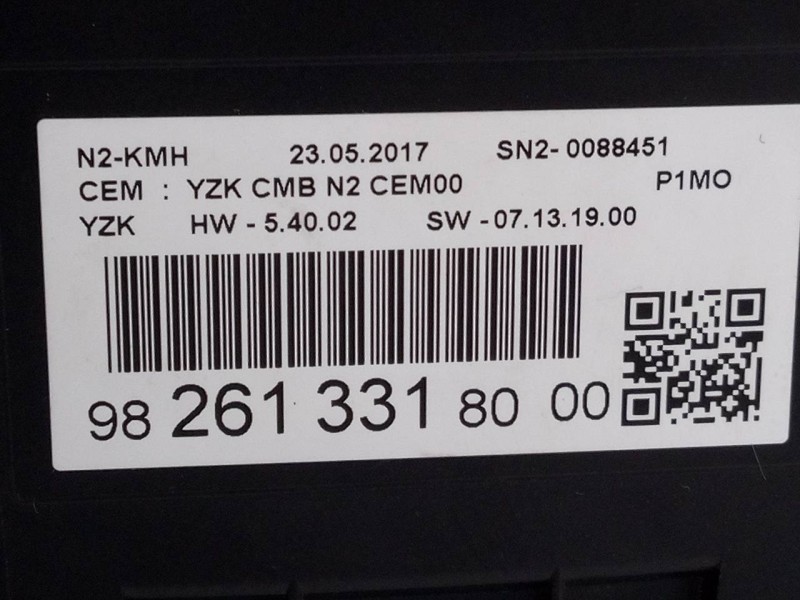 N2-KMH 23.05.2017 SN2-0088451
CEM : YZK CMB N2 CEM00 P1MO
YZK HW - 5.40.02 SW -07.13.19.00
98 261 331 80 00